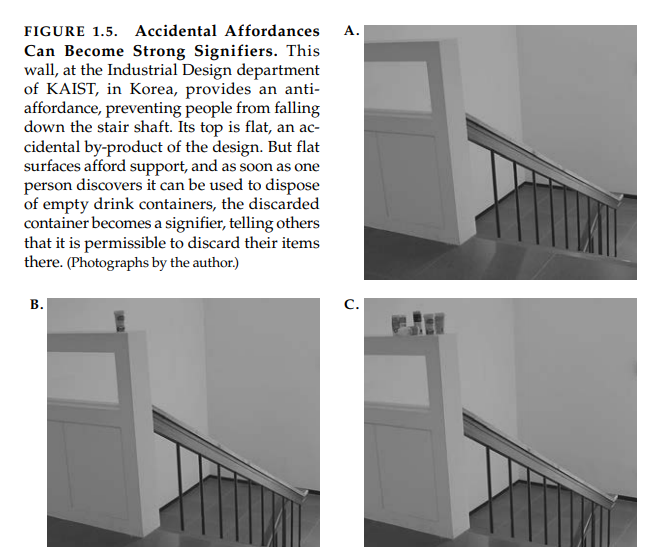 FIGURE 1.5. Accidental Affordances
Can Become Strong Signifiers. This
wall, at the Industrial Design department
of KAIST, in Korea, provides an anti-
affordance, preventing people from falling
down the stair shaft. Its top is flat, an ac-
cidental by-product of the design. But flat
surfaces afford support, and as soon as one
person discovers it can be used to dispose
of empty drink containers, the discarded
container becomes a signifier, telling others
that it is permissible to discard their items
there. (Photographs by the author.)
A.
B.
C.